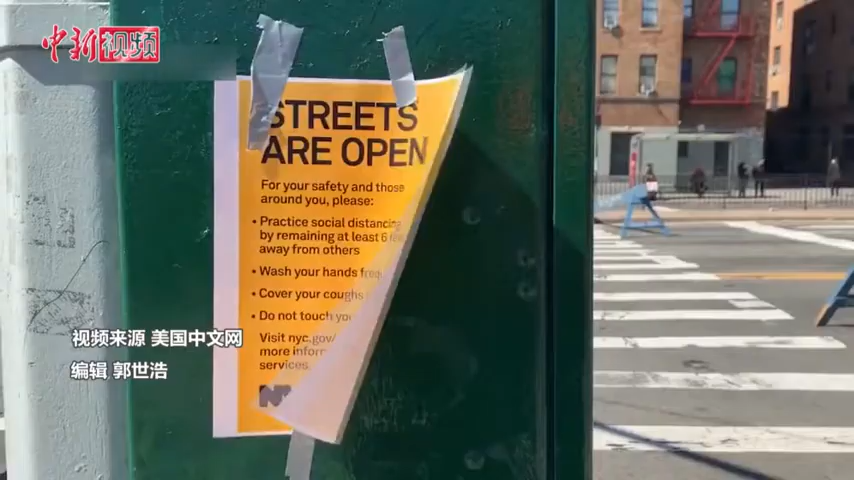 中新视频
STREETS
ARE OPEN
For your safety and those
around you, please:
• Practice social distancing
by remaining at least 6
away from others
• Wash your hands
• Cover your coughs
• Do not touch
Visit nyc.gov/
more
services.
视频来源 美国中文网
编辑 郭世浩